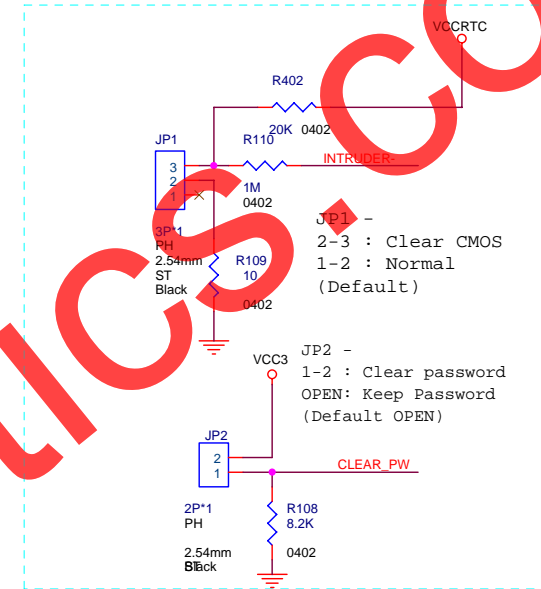 VCCRTC
R402
20K 0402
JP1
R110
3
2
1
INTRUDER-
1M
0402
3P*1
PH
2.54mm
ST
Black
R109
10
0402
JP1 -
2-3 : Clear CMOS
1-2 : Normal
(Default)
VCC3
JP2 -
1-2 : Clear password
OPEN: Keep Password
(Default OPEN)
JP2
2
1
CLEAR_PW
2P*1
PH
2.54mm
ST
Black
R108
8.2K
0402